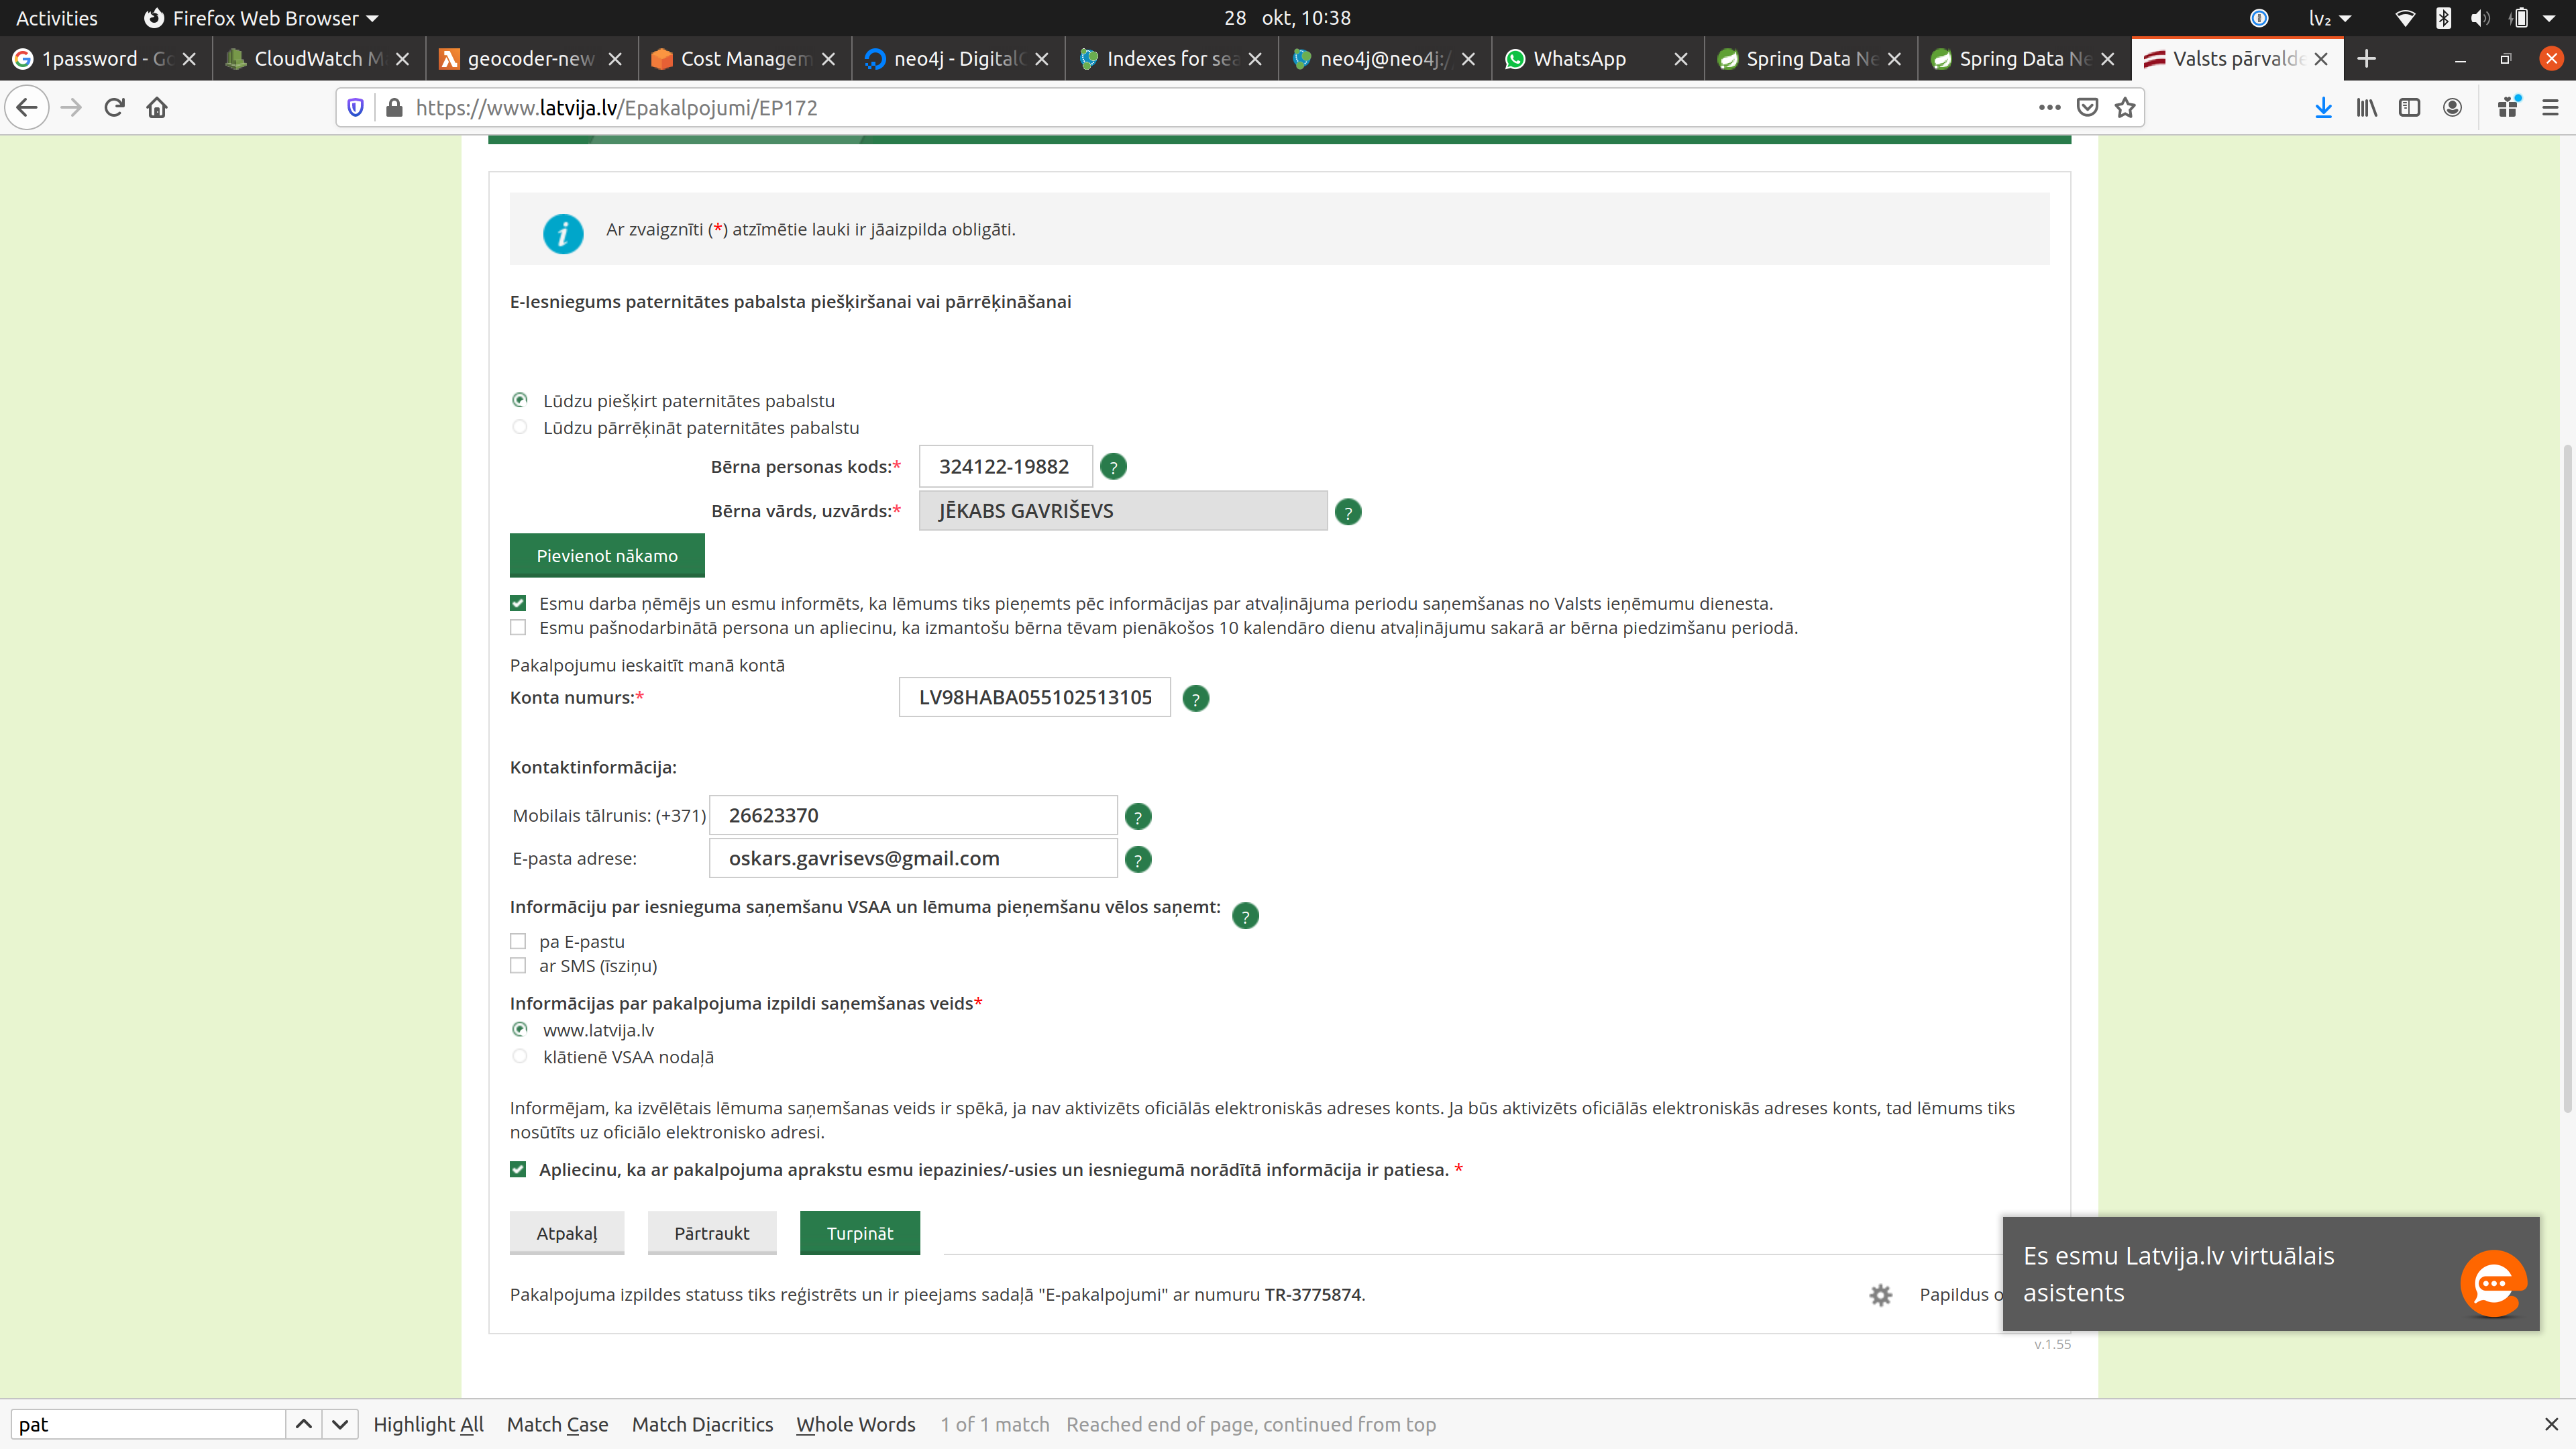 Activities Firefox Web Browser 28 okt, 10:38 lv₂
1password - Go CloudWatch M geocoder-new Cost Managem neo4j - Digital Indexes for sea neo4j@neo4j:/ WhatsApp Spring Data Ne Spring Data Ne Valsts pārvalde
https://www.latvija.lv/Epakalpojumi/EP172
Ar zvaigznīti (*) atzīmētie lauki ir jāaizpilda obligāti.
E-Iesniegums paternitātes pabalsta piešķiršanai vai pārrēķināšanai
Lūdzu piešķirt paternitātes pabalstu
Lūdzu pārrēķināt paternitātes pabalstu
Bērna personas kods:* 324122-19882 ?
Bērna vārds, uzvārds:* JĒKABS GAVRIŠEVS ?
Pievienot nākamo
Esmu darba ņēmējs un esmu informēts, ka lēmums tiks pieņemts pēc informācijas par atvaļinājuma periodu saņemšanas no Valsts ieņēmumu dienesta.
Esmu pašnodarbinātā persona un apliecinu, ka izmantošu bērna tēvam pienākošos 10 kalendāro dienu atvaļinājumu sakarā ar bērna piedzimšanu periodā.
Pakalpojumu ieskaitīt manā kontā
Konta numurs:* LV98HABA055102513105 ?
Kontaktinformācija:
Mobilais tālrunis: (+371) 26623370 ?
E-pasta adrese: oskars.gavrisevs@gmail.com ?
Informāciju par iesnieguma saņemšanu VSAA un lēmuma pieņemšanu vēlos saņemt: ?
pa E-pastu
ar SMS (īsziņu)
Informācijas par pakalpojuma izpildi saņemšanas veids*
www.latvija.lv
klātienē VSAA nodaļā
Informējam, ka izvēlētais lēmuma saņemšanas veids ir spēkā, ja nav aktivizēts oficiālās elektroniskās adreses konts. Ja būs aktivizēts oficiālās elektroniskās adreses konts, tad lēmums tiks
nosūtīts uz oficiālo elektronisko adresi.
Apliecinu, ka ar pakalpojuma aprakstu esmu iepazinies/-usies un iesniegumā norādītā informācija ir patiesa. *
Atpakaļ Pārtraukt Turpināt
Pakalpojuma izpildes statuss tiks reģistrēts un ir pieejams sadaļā "E-pakalpojumi" ar numuru TR-3775874.
Papildus o
Es esmu Latvija.lv virtuālais
asistents
v.1.55
pat Highlight All Match Case Match Diacritics Whole Words 1 of 1 match Reached end of page, continued from top